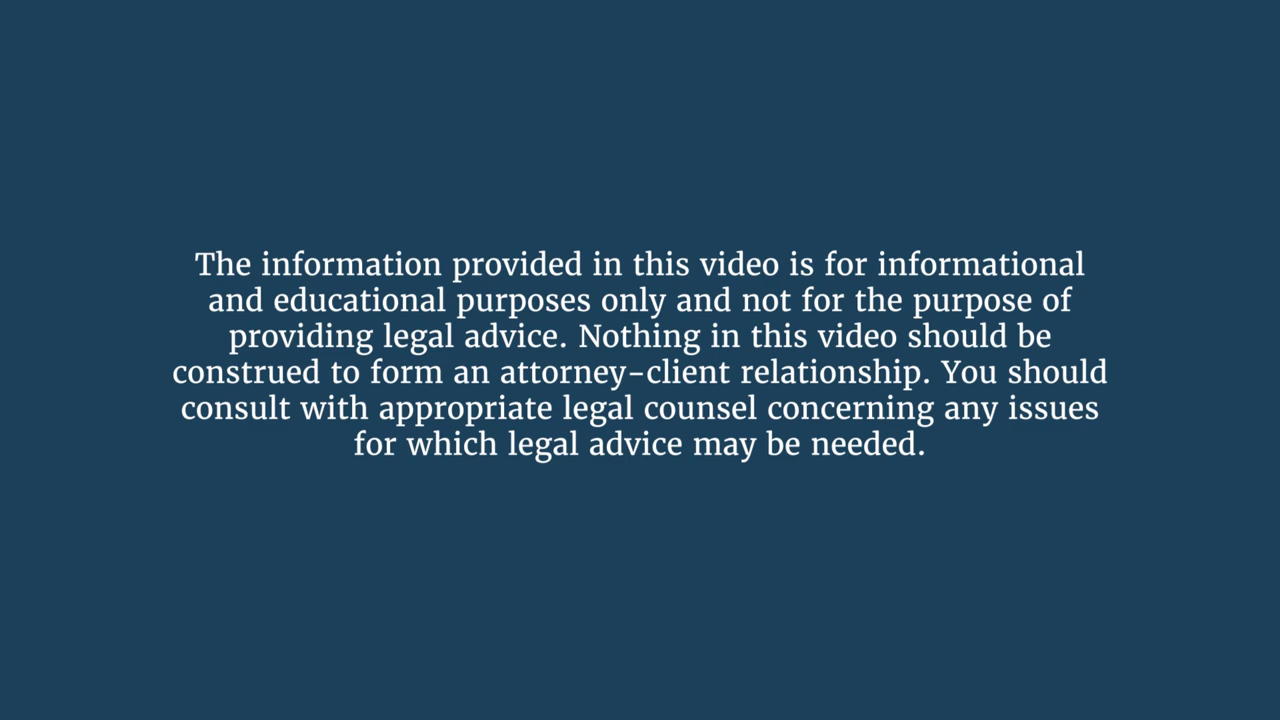 The information provided in this video is for informational
and educational purposes only and not for the purpose of
providing legal advice. Nothing in this video should be
construed to form an attorney-client relationship. You should
consult with appropriate legal counsel concerning any issues
for which legal advice may be needed.